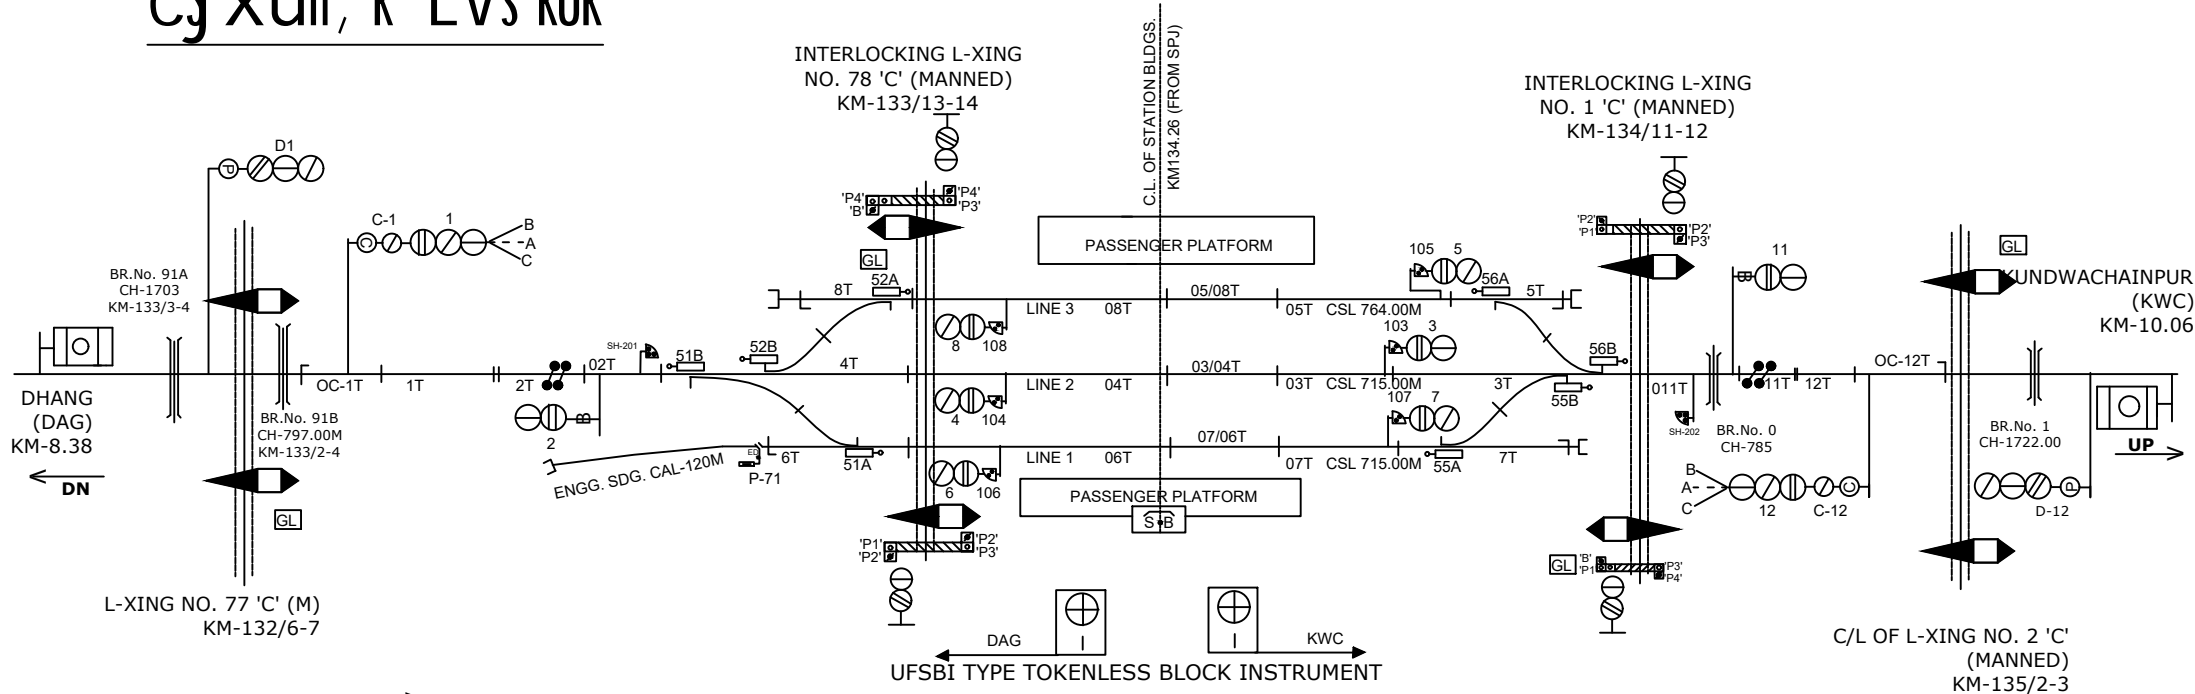 INTERLOCKING L-XING
NO. 78 'C' (MANNED)
KM-133/13-14
C.L. OF STATION BLDGS.
KM134.26 (FROM SPJ)
INTERLOCKING L-XING
NO. 1 'C' (MANNED)
KM-134/11-12
D1
P
C-1
1
C
B
A
C
BR.No. 91A
CH-1703
KM-133/3-4
'P4'
'B'
'P4'
'P3'
GL
PASSENGER PLATFORM
'P2'
'P1'
'P2'
'P3'
105
5
11
B
GL
KUNDWACHAINPUR
(KWC)
KM-10.06
8T
52A
LINE 3
08T
05/08T
05T
CSL 764.00M
56A
5T
8
108
103
3
SH-201
51B
52B
56B
DHANG
(DAG)
KM-8.38
OC-1T
1T
2T
02T
4T
LINE 2
04T
03/04T
03T
CSL 715.00M
3T
55B
011T
11T
12T
OC-12T
BR.No. 91B
CH-797.00M
KM-133/2-4
2
B
4
104
107
7
SH-202
BR.No. 0
CH-785
BR.No. 1
CH-1722.00
UP
DN
ENGG. SDG. CAL-120M
ED
P-71
6T
51A
LINE 1
06T
07/06T
07T
CSL 715.00M
55A
7T
6
106
PASSENGER PLATFORM
S B
B
A
C
12
C-12
C
D-12
P
GL
'P1'
'P2'
'P2'
'P3'
GL
'B'
'P1
'P3'
'P4'
L-XING NO. 77 'C' (M)
KM-132/6-7
DAG
KWC
UFSBI TYPE TOKENLESS BLOCK INSTRUMENT
C/L OF L-XING NO. 2 'C'
(MANNED)
KM-135/2-3